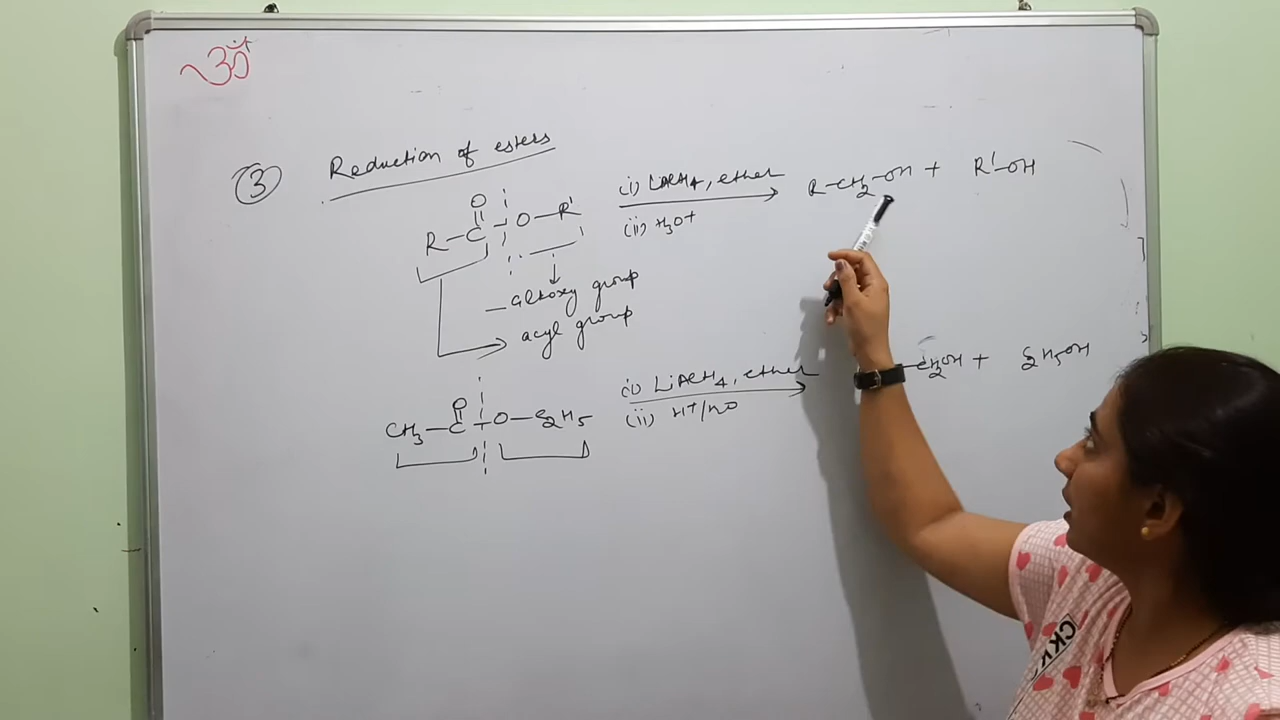 ॐ
③ Reduction of esters
O
R—C—O—R' (i) LiAlH4, ether R-CH2-OH + R'-OH
(ii) H3O+
—alkoxy group
acyl group
O
CH3—C—O—C2H5 (i) LiAlH4, ether —CH2OH + C2H5OH
(ii) H+/H2O
CKK